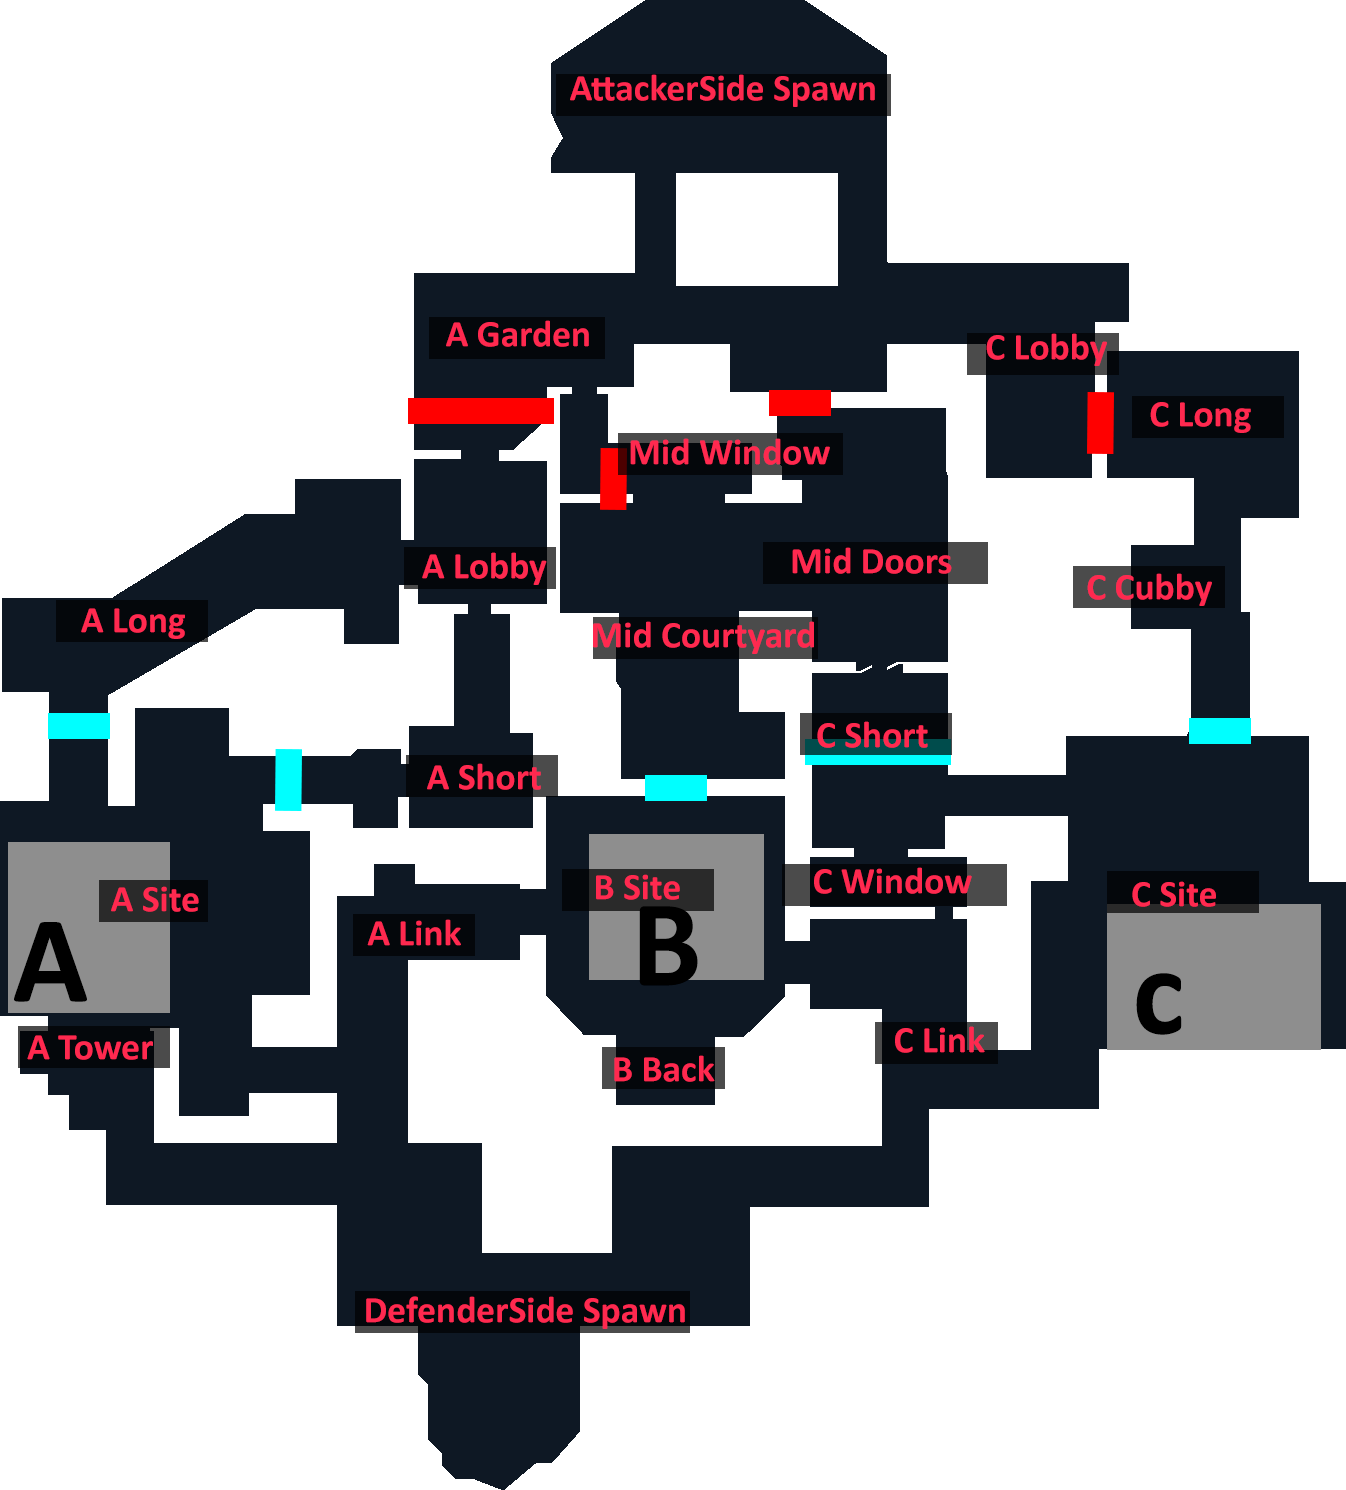 AttackerSide Spawn
A Garden
C Lobby
C Long
Mid Window
A Lobby
Mid Doors
C Cubby
A Long
Mid Courtyard
C Short
A Short
A Site
B Site
C Window
C Site
A Link
A
B
C
A Tower
C Link
B Back
DefenderSide Spawn